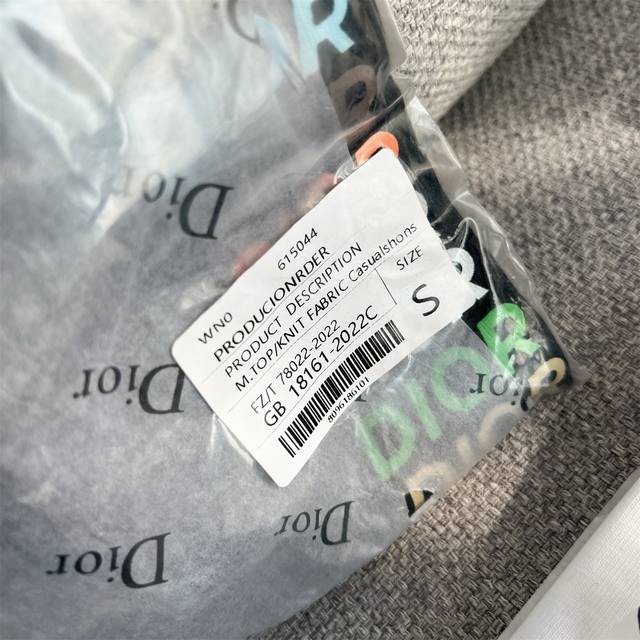 WN0 615044
PRODUCIONRDER
PRODUCT DESCRIPTION
M.TOP/KNIT FABRIC Casualshons
SIZE
S
FZ/T 78022-2022
GB 18161-2022C
8096186101
Dior
Dior
Dior
Dior
Dior
DIOR